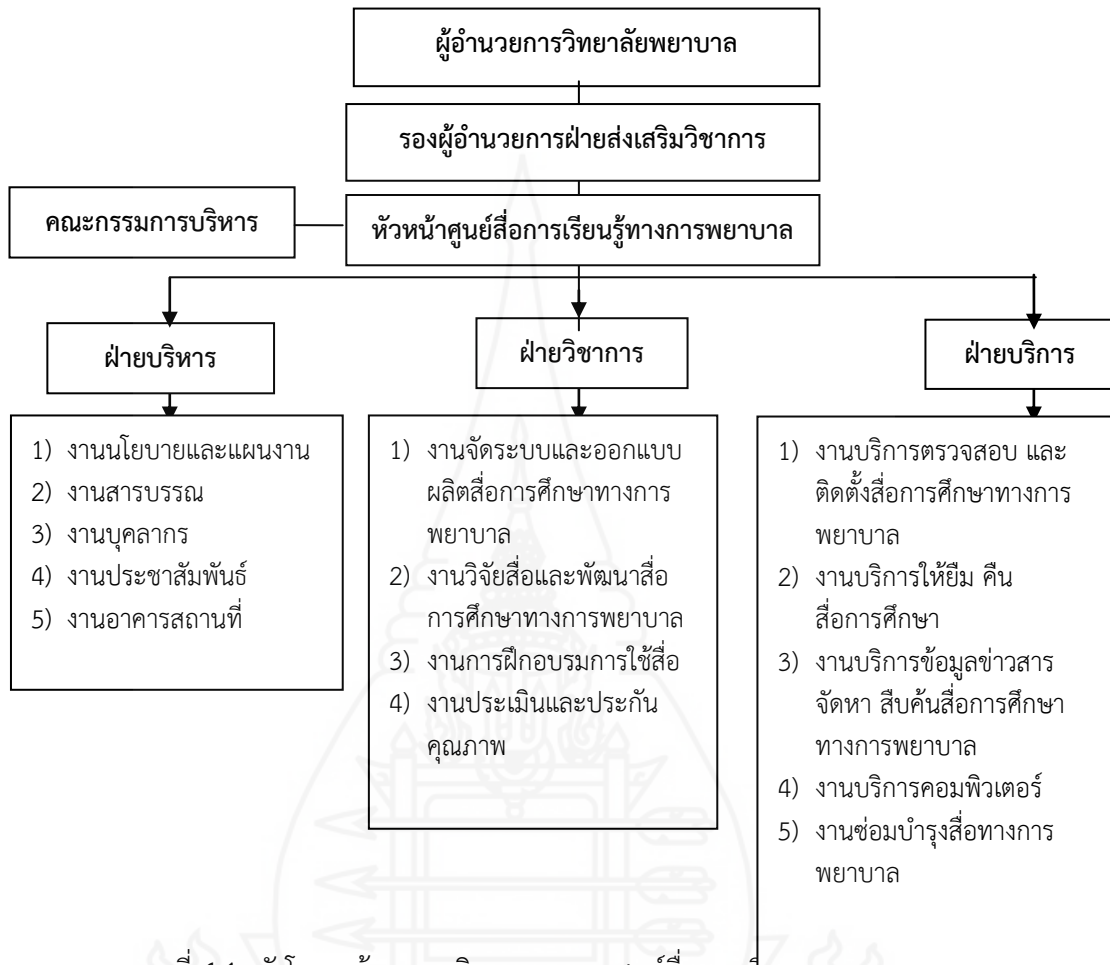 ผู้อำนวยการวิทยาลัยพยาบาล
รองผู้อำนวยการฝ่ายส่งเสริมวิชาการ
คณะกรรมการบริหาร
หัวหน้าศูนย์สื่อการเรียนรู้ทางการพยาบาล
ฝ่ายบริหาร
1) งานนโยบายและแผนงาน
2) งานสารบรรณ
3) งานบุคลากร
4) งานประชาสัมพันธ์
5) งานอาคารสถานที่
ฝ่ายวิชาการ
1) งานจัดระบบและออกแบบ
ผลิตสื่อการศึกษาทางการ
พยาบาล
2) งานวิจัยสื่อและพัฒนาสื่อ
การศึกษาทางการพยาบาล
3) งานการฝึกอบรมการใช้สื่อ
4) งานประเมินและประกัน
คุณภาพ
ฝ่ายบริการ
1) งานบริการตรวจสอบ และ
ติดตั้งสื่อการศึกษาทางการ
พยาบาล
2) งานบริการให้ยืม คืน
สื่อการศึกษา
3) งานบริการข้อมูลข่าวสาร
จัดหา สืบค้นสื่อการศึกษา
ทางการพยาบาล
4) งานบริการคอมพิวเตอร์
5) งานซ่อมบำรุงสื่อทางการ
พยาบาล